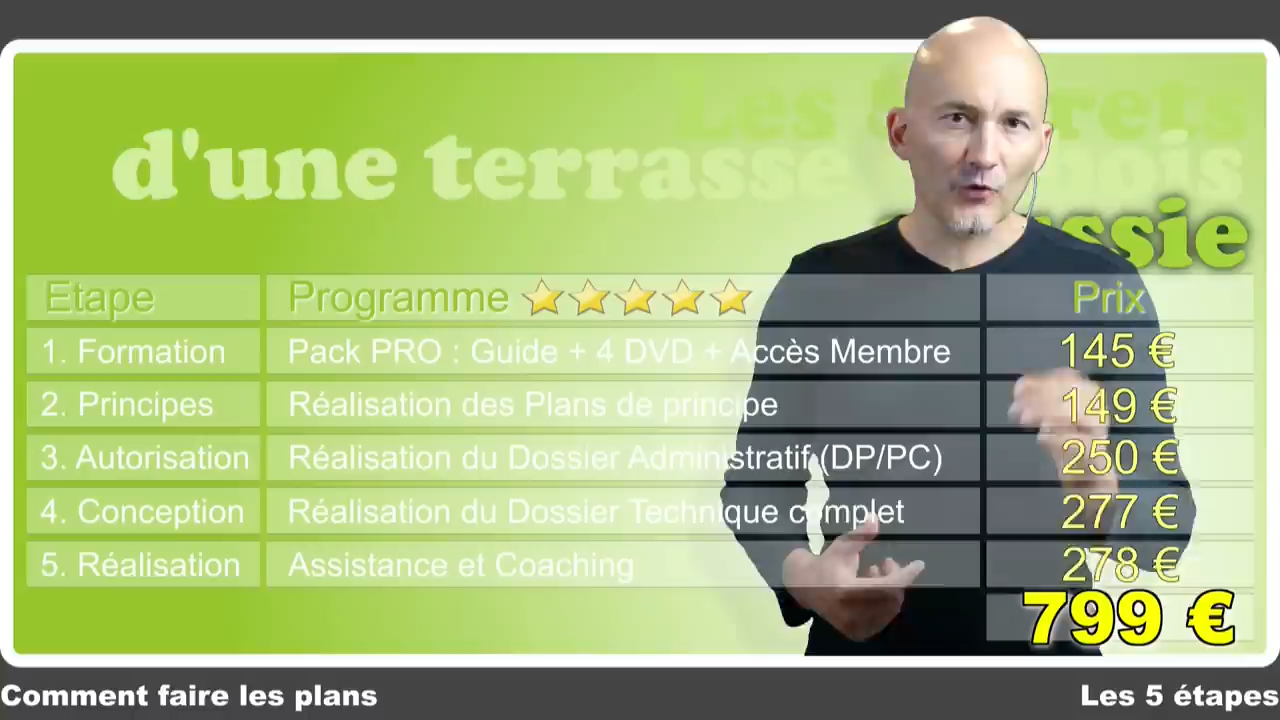 Les
d'une terrasse bois
Etape Programme Prix
1. Formation Pack PRO : Guide + 4 DVD + Accès Membre 145 €
2. Principes Réalisation des Plans de principe 149 €
3. Autorisation Réalisation du Dossier Administratif (DP/PC) 250 €
4. Conception Réalisation du Dossier Technique complet 277 €
5. Réalisation Assistance et Coaching 278 €
799 €
Comment faire les plans Les 5 étapes